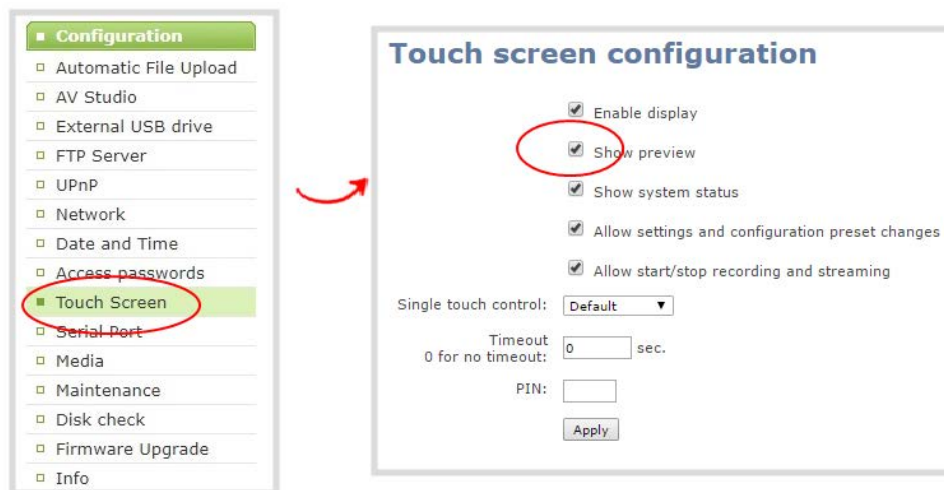 Configuration
Automatic File Upload
AV Studio
External USB drive
FTP Server
UPnP
Network
Date and Time
Access passwords
Touch Screen
Serial Port
Media
Maintenance
Disk check
Firmware Upgrade
Info
Touch screen configuration
Enable display
Show preview
Show system status
Allow settings and configuration preset changes
Allow start/stop recording and streaming
Single touch control: Default
Timeout
0 for no timeout: 0 sec.
PIN:
Apply